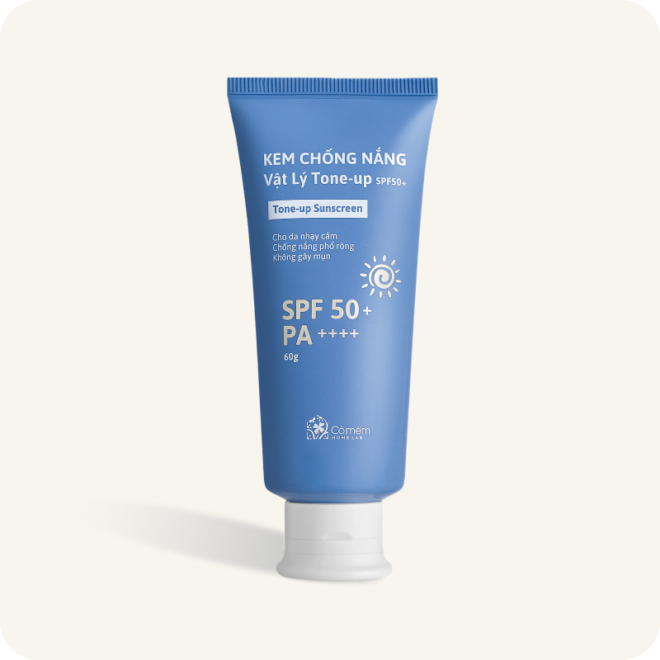 KEM CHỐNG NẮNG
Vật Lý Tone-up SPF50+
Tone-up Sunscreen
Cho da nhạy cảm
Chống nắng phổ rộng
Không gây mụn
SPF 50+
PA ++++
60g
Cỏ mềm
HOMELAB